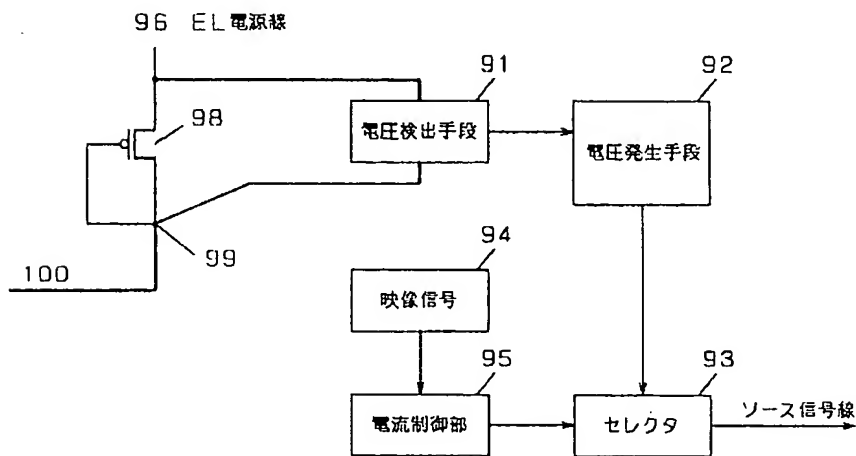 96 EL電源線
91
92
98
電圧検出手段
電圧発生手段
99
94
100
映像信号
95
93
電流制御部
セレクタ
ソース信号線